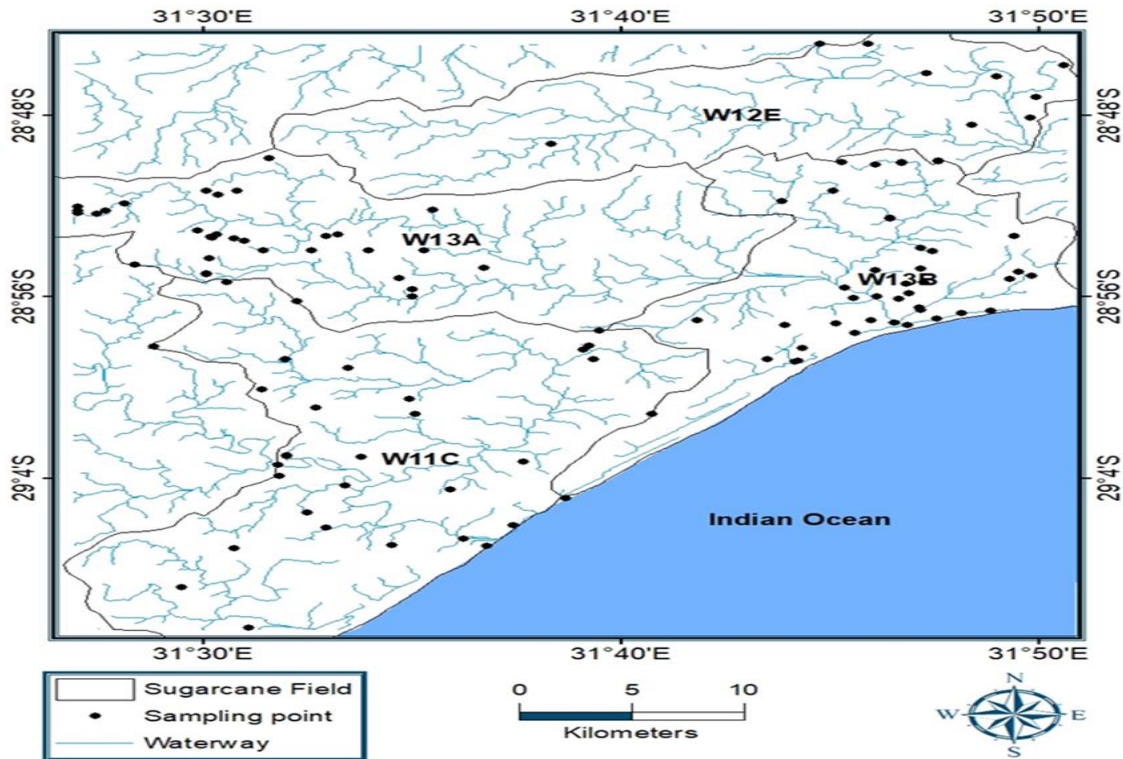 31°30'E 31°40'E 31°50'E
28°48'S
28°56'S
29°4'S
W12E
W13A
W13B
W11C
Indian Ocean
28°48'S
28°56'S
29°4'S
31°30'E 31°40'E 31°50'E
Sugarcane Field
Sampling point
Waterway
0 5 10
Kilometers
N
W E
S